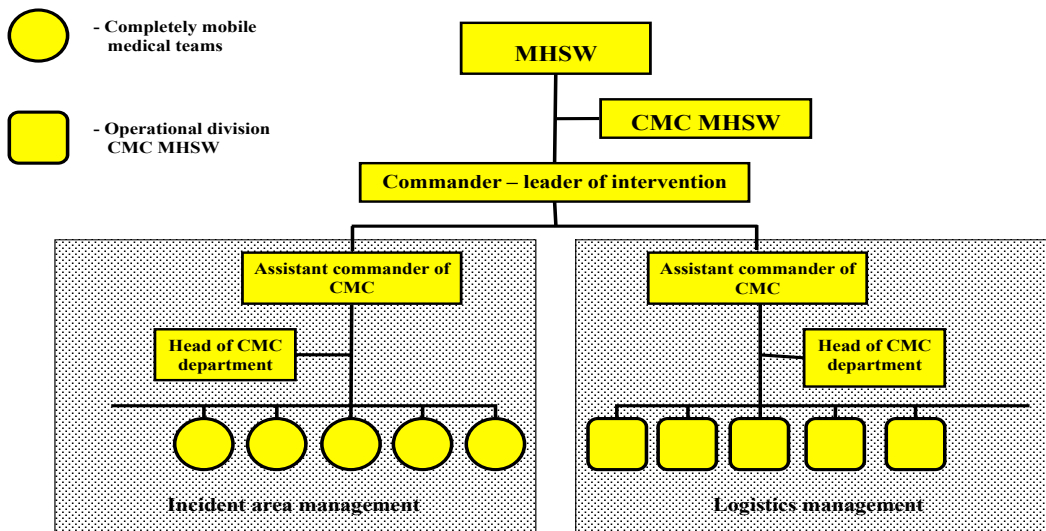 - Completely mobile
medical teams
- Operational division
CMC MHSW
MHSW
CMC MHSW
Commander – leader of intervention
Assistant commander of
CMC
Head of CMC
department
Incident area management
Assistant commander of
CMC
Head of CMC
department
Logistics management